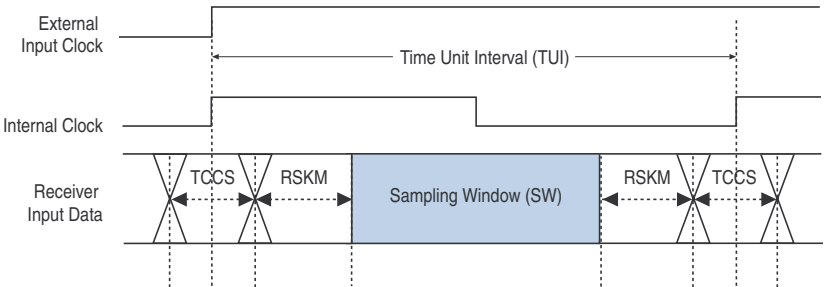 External
Input Clock
Time Unit Interval (TUI)
Internal Clock
Receiver
Input Data
TCCS
RSKM
Sampling Window (SW)
RSKM
TCCS